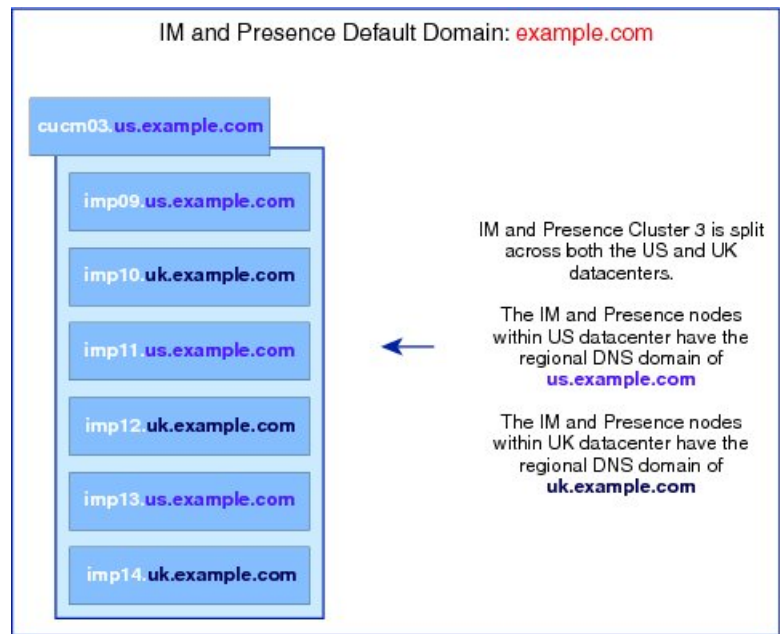 IM and Presence Default Domain: example.com
cucm03.us.example.com
imp09.us.example.com
imp10.uk.example.com
imp11.us.example.com
imp12.uk.example.com
imp13.us.example.com
imp14.uk.example.com
IM and Presence Cluster 3 is split
across both the US and UK
datacenters.
The IM and Presence nodes
within US datacenter have the
regional DNS domain of
us.example.com
The IM and Presence nodes
within UK datacenter have the
regional DNS domain of
uk.example.com